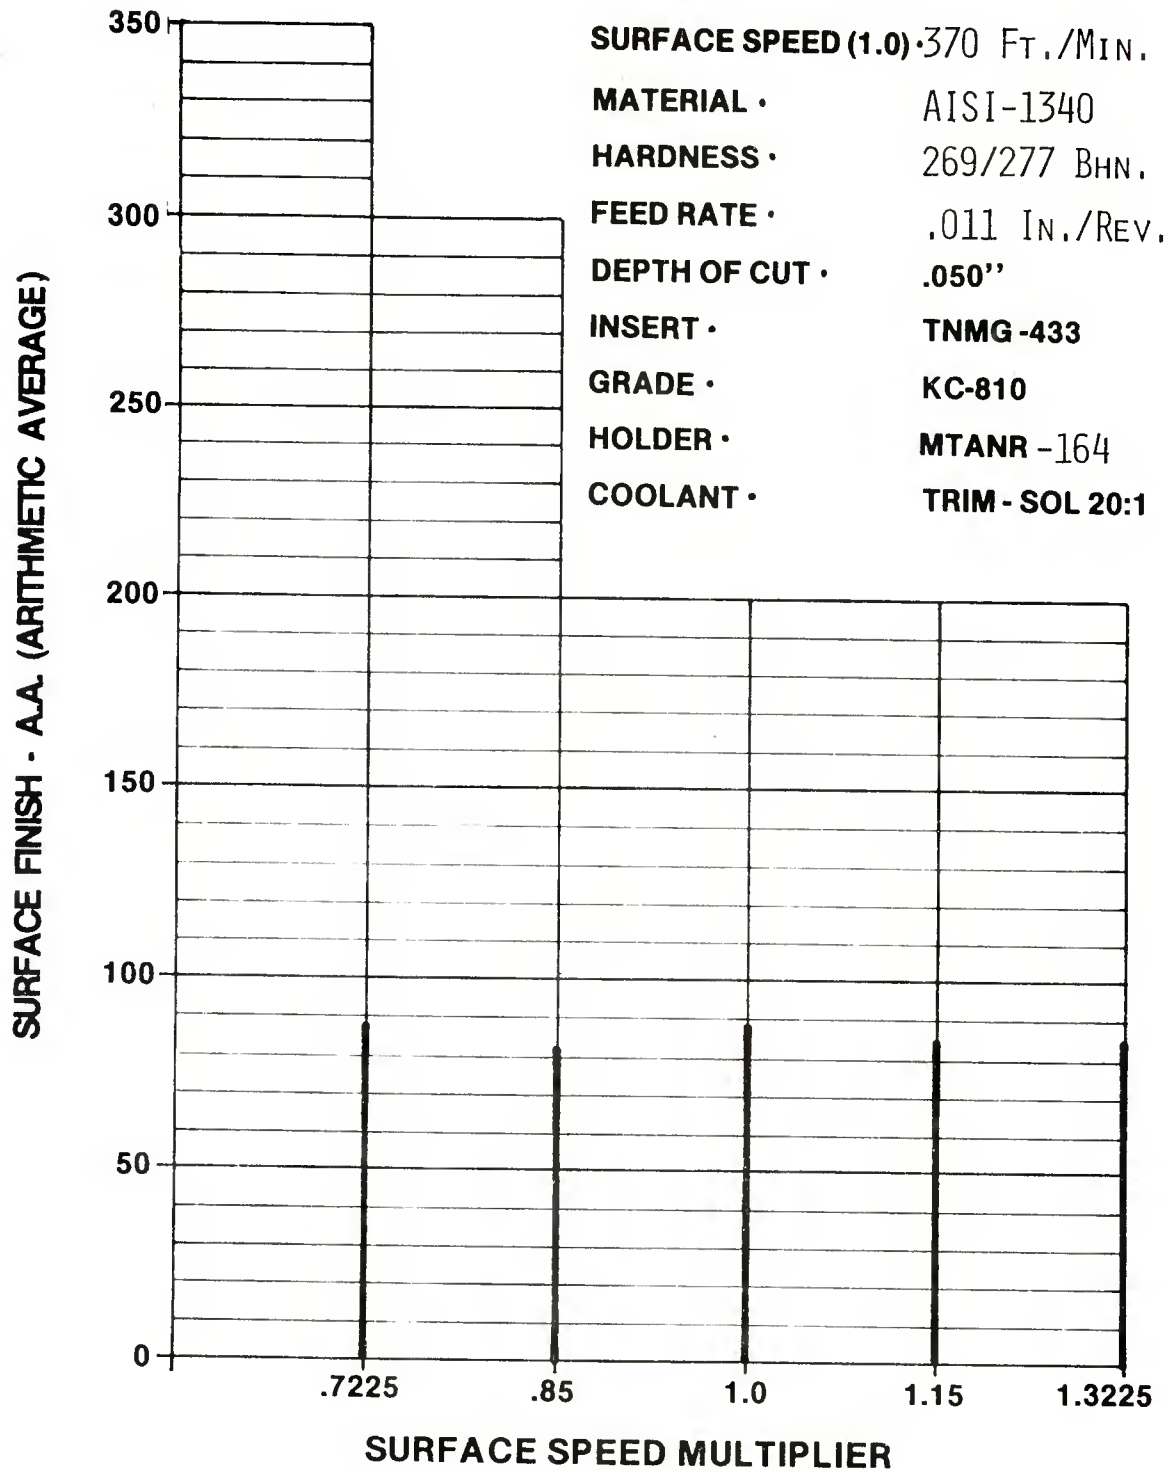 SURFACE SPEED (1.0) · 370 FT./MIN.
MATERIAL · AISI-1340
HARDNESS · 269/277 BHN.
FEED RATE · .011 IN./REV.
DEPTH OF CUT · .050’’
INSERT · TNMG-433
GRADE · KC-810
HOLDER · MTANR -164
COOLANT · TRIM - SOL 20:1
SURFACE FINISH - A.A. (ARITHMETIC AVERAGE)
350
300
250
200
150
100
50
0
.7225 .85 1.0 1.15 1.3225
SURFACE SPEED MULTIPLIER